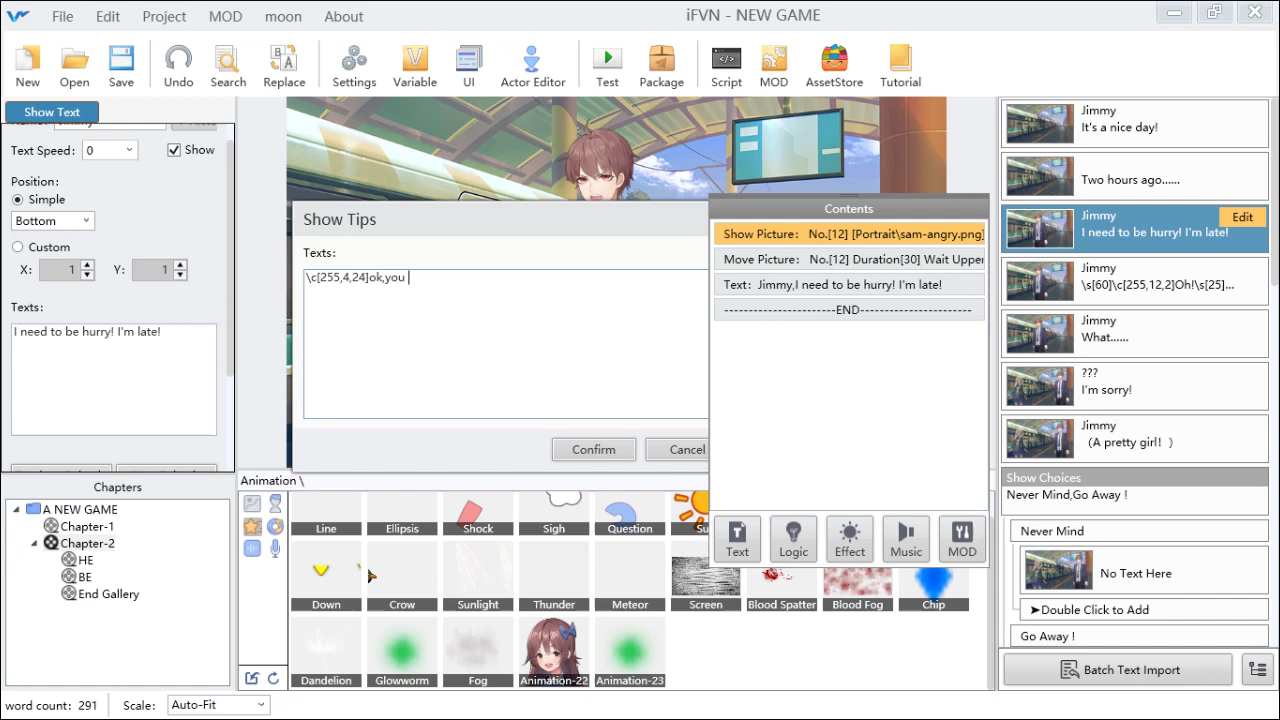 File Edit Project MOD moon About
iFVN - NEW GAME
New Open Save Undo Search Replace Settings Variable UI Actor Editor Test Package Script MOD AssetStore Tutorial
Show Text
Text Speed: 0 Show
Position:
Simple
Bottom
Custom
X: 1 Y: 1
Texts:
I need to be hurry! I'm late!
Chapters
A NEW GAME
Chapter-1
Chapter-2
HE
BE
End Gallery
word count: 291 Scale: Auto-Fit
Show Tips
Texts:
\c[255,4,24]ok,you
Confirm Cancel
Animation \
Line Ellipsis Shock Sigh Question
Down Crow Sunlight Thunder Meteor Screen Blood Spatter Blood Fog Chip
Dandelion Glowworm Fog Animation-22 Animation-23
Contents
Show Picture: No.[12] [Portrait\sam-angry.png]
Move Picture: No.[12] Duration[30] Wait Upper
Text: Jimmy,I need to be hurry! I'm late!
-----------------------END----------------------
Text Logic Effect Music MOD
Jimmy
It's a nice day!
Two hours ago......
Jimmy
Edit
I need to be hurry! I'm late!
Jimmy
\s[60]\c[255,12,2]Oh!\s[25]...
Jimmy
What......
???
I'm sorry!
Jimmy
（A pretty girl! ）
Show Choices
Never Mind,Go Away !
Never Mind
No Text Here
➤Double Click to Add
Go Away !
Batch Text Import